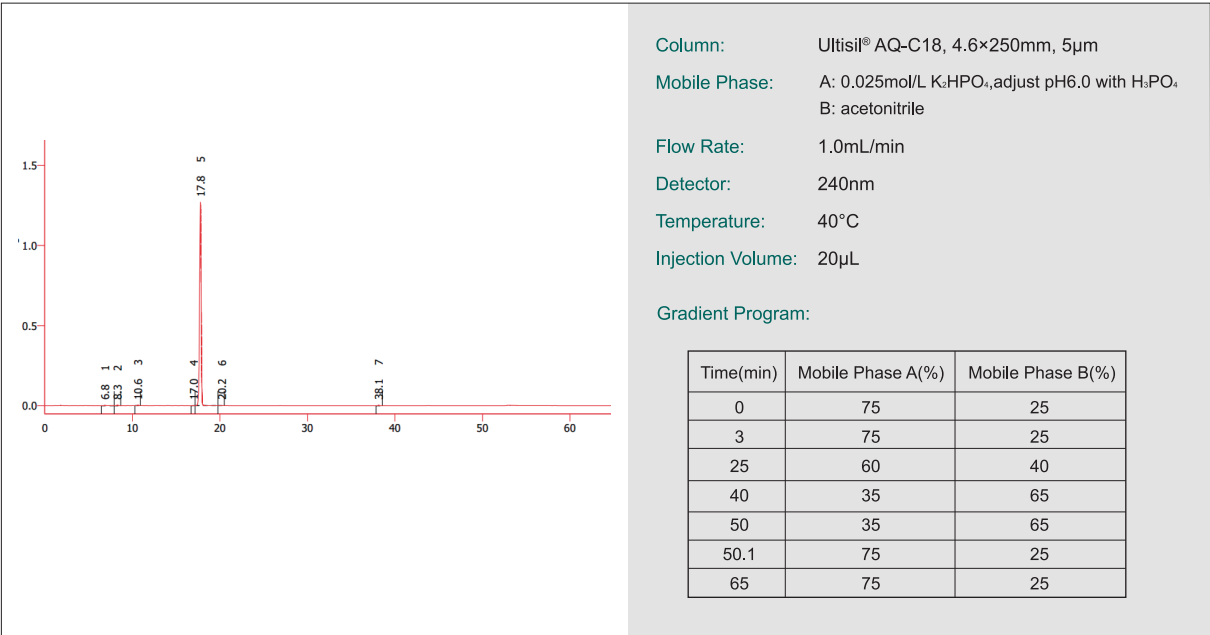 1.5
1.0
0.5
0.0
0 10 20 30 40 50 60
6.8 1
8.3 2
10.6 3
17.0 4
17.8 5
20.2 6
38.1 7
Column: Ultisil® AQ-C18, 4.6×250mm, 5μm
Mobile Phase: A: 0.025mol/L K₂HPO₄,adjust pH6.0 with H₃PO₄
B: acetonitrile
Flow Rate: 1.0mL/min
Detector: 240nm
Temperature: 40°C
Injection Volume: 20μL
Gradient Program:
Time(min) Mobile Phase A(%) Mobile Phase B(%)
0 75 25
3 75 25
25 60 40
40 35 65
50 35 65
50.1 75 25
65 75 25